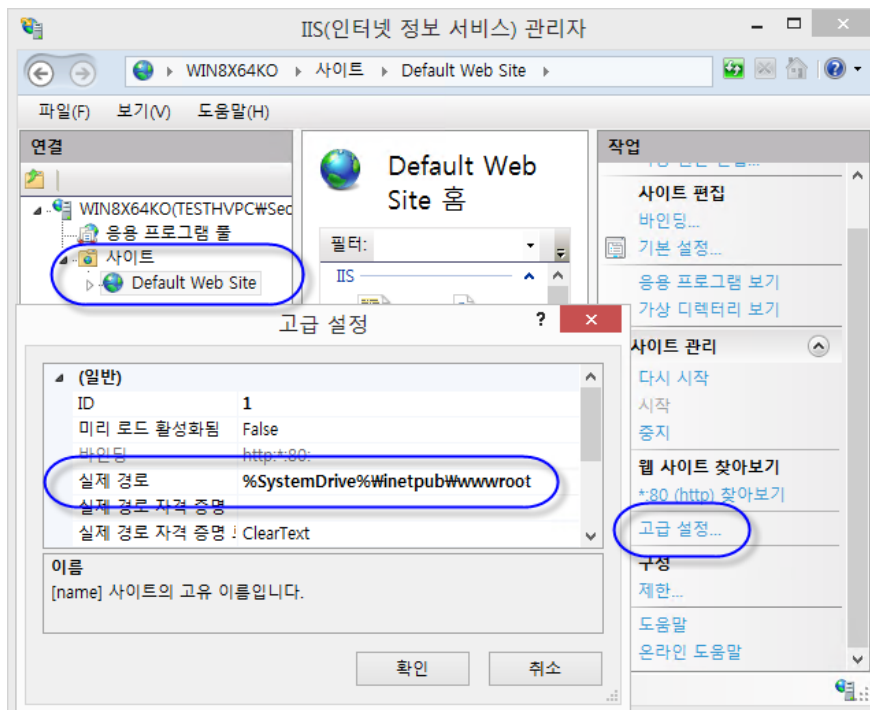 IIS(인터넷 정보 서비스) 관리자
WIN8X64KO ▸ 사이트 ▸ Default Web Site ▸
파일(F) 보기(V) 도움말(H)
연결
WIN8X64KO(TESTHVPC₩Sec
응용 프로그램 풀
사이트
Default Web Site
Default Web
Site 홈
필터:
IIS
작업
사이트 편집
바인딩...
기본 설정...
응용 프로그램 보기
가상 디렉터리 보기
사이트 관리
다시 시작
시작
중지
웹 사이트 찾아보기
*:80 (http) 찾아보기
고급 설정...
구성
제한...
도움말
온라인 도움말
고급 설정
?
(일반)
ID 1
미리 로드 활성화됨 False
바인딩 http:*:80:
실제 경로 %SystemDrive%₩inetpub₩wwwroot
실제 경로 자격 증명
실제 경로 자격 증명 ClearText
이름
[name] 사이트의 고유 이름입니다.
확인 취소